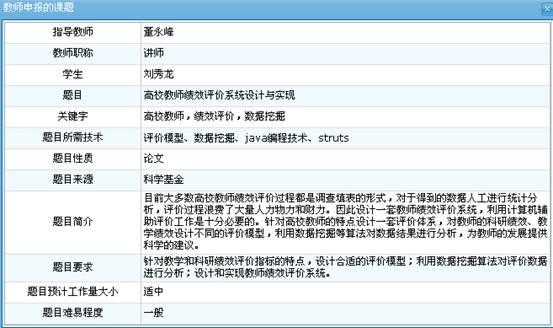 教师申报的课题
指导教师 董永峰
教师职称 讲师
学生 刘秀龙
题目 高校教师绩效评价系统设计与实现
关键字 高校教师，绩效评价，数据挖掘
题目所需技术 评价模型、数据挖掘、java编程技术、struts
题目性质 论文
题目来源 科学基金
目前大多数高校教师绩效评价过程都是调查填表的形式，对于得到的数据人工进行统计分
析，评价过程浪费了大量人力物力和财力。因此设计一套教师绩效评价系统，利用计算机辅
题目简介 助评价工作是十分必要的。针对高校教师的特点设计一套评价体系，对教师的科研绩效、教
学绩效设计不同的评价模型，利用数据挖掘等算法对数据结果进行分析，为教师的发展提供
科学的建议。
题目要求 针对教学和科研绩效评价指标的特点，设计合适的评价模型；利用数据挖掘算法对评价数据
进行分析；设计和实现教师绩效评价系统。
题目预计工作量大小 适中
题目难易程度 一般